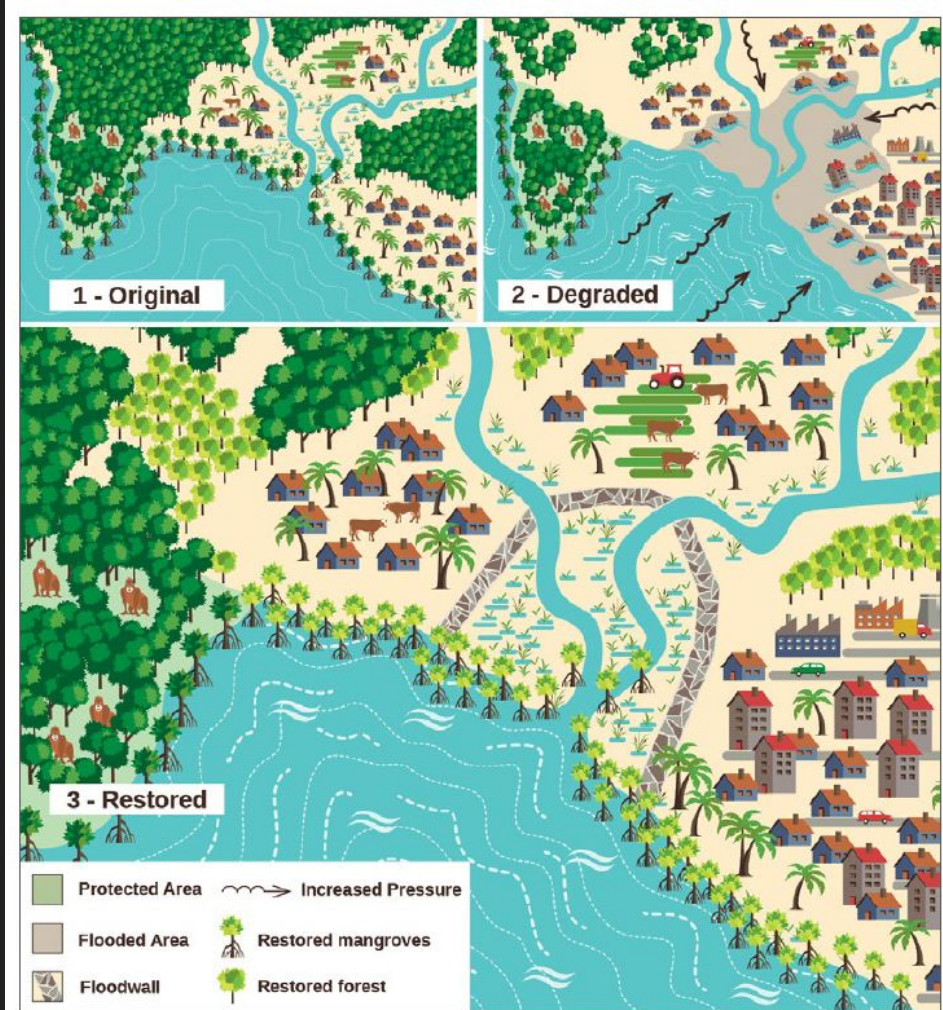 1 - Original
2 - Degraded
3 - Restored
Protected Area
Increased Pressure
Flooded Area
Restored mangroves
Floodwall
Restored forest